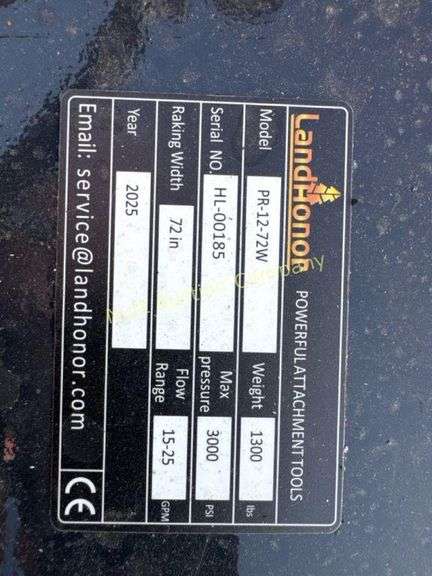 LandHonor POWERFUL ATTACHMENT TOOLS
Model PR-12-72W Weight 1300 lbs
Serial NO. HL-00185 Max pressure 3000 PSI
Raking Width 72 in Flow Range 15-25 GPM
Year 2025
Email: service@landhonor.com CE